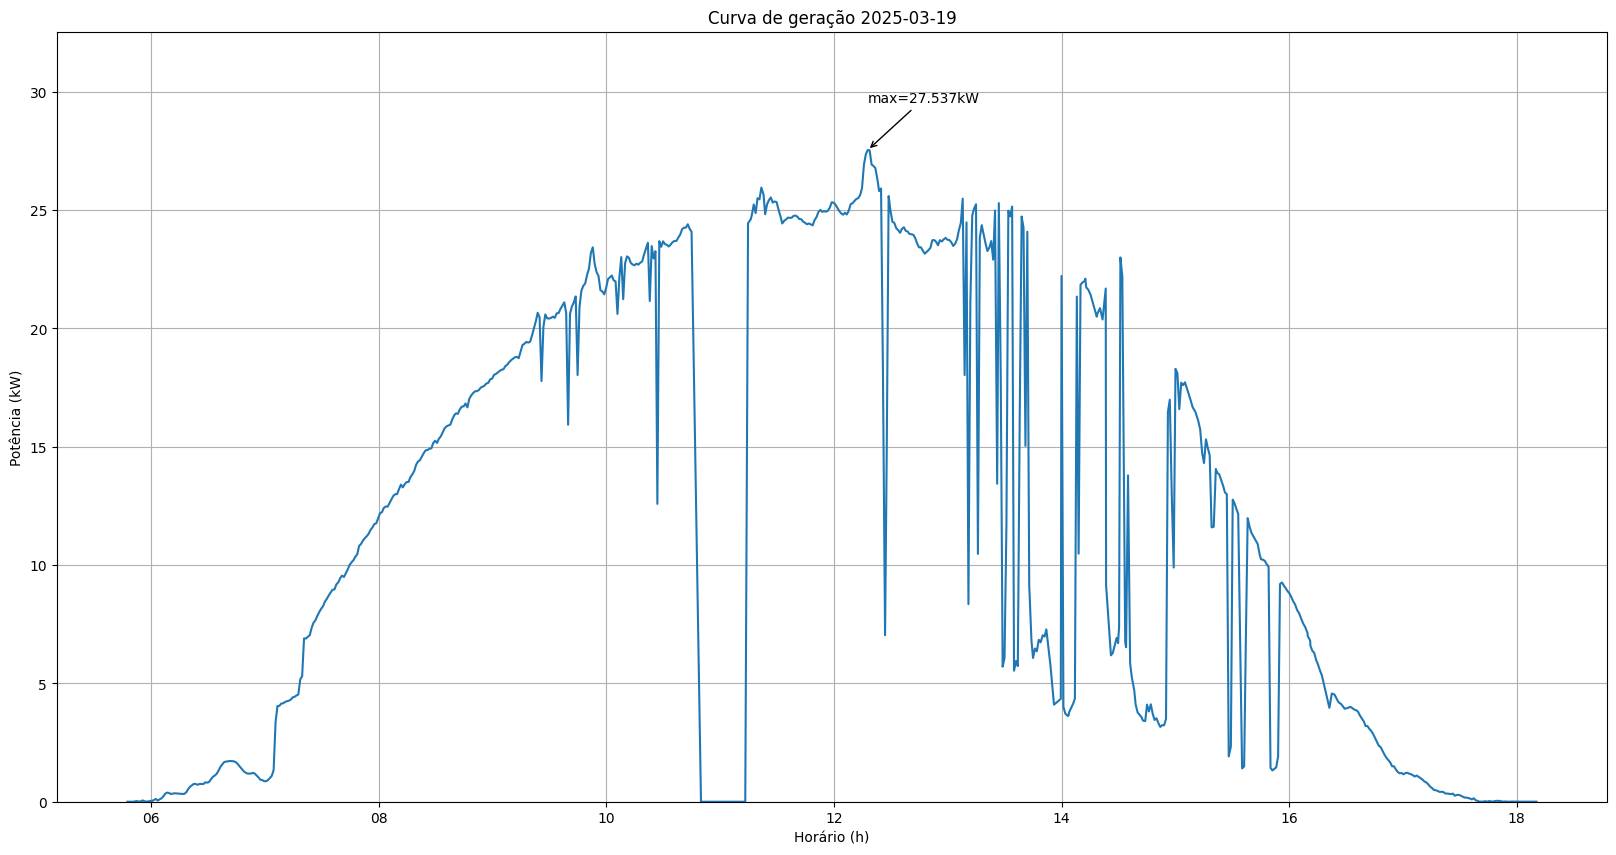 Curva de geração 2025-03-19
max=27.537kW
Potência (kW)
30
25
20
15
10
5
0
06 08 10 12 14 16 18
Horário (h)